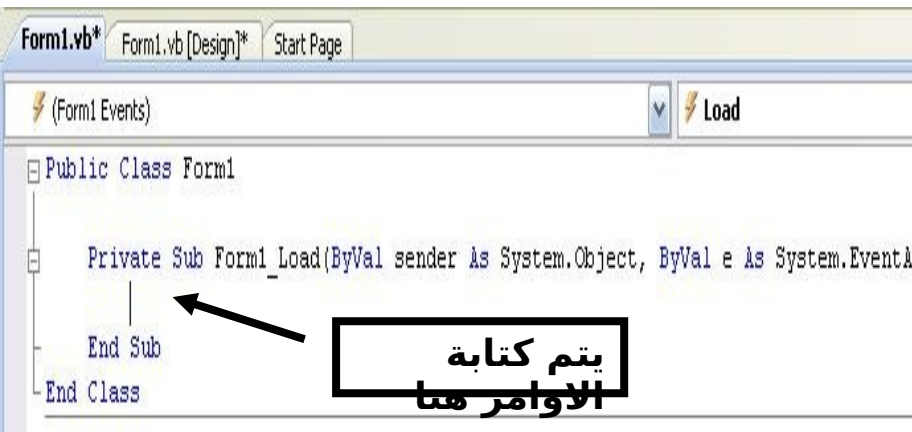 Form1.vb* Form1.vb [Design]* Start Page
(Form1 Events) Load
Public Class Form1
Private Sub Form1_Load(ByVal sender As System.Object, ByVal e As System.EventA
End Sub
End Class
يتم كتابة
الاوامر هنا